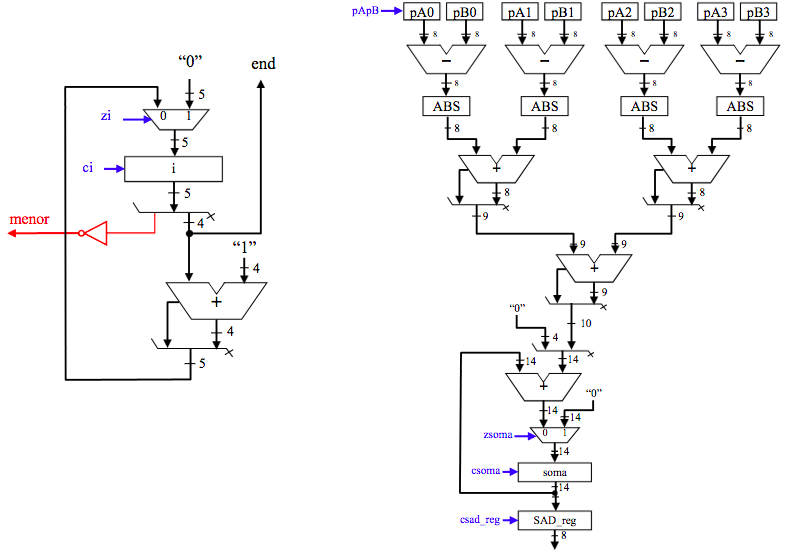 pApB pA0 pB0 pA1 pB1 pA2 pB2 pA3 pB3
8 8 8 8 8 8 8 8
− − − −
8 8 8 8
ABS ABS ABS ABS
8 8 8 8
+ +
8 8
9 9
9 9
+
9
"0"
10
4
14 14
+
"0"
14 14
zsoma 0 1
14
csoma soma
14
csad_reg SAD_reg
8
"0" end
5
zi 0 1
5
ci i
5
menor
4
"1"
4
+
4
5